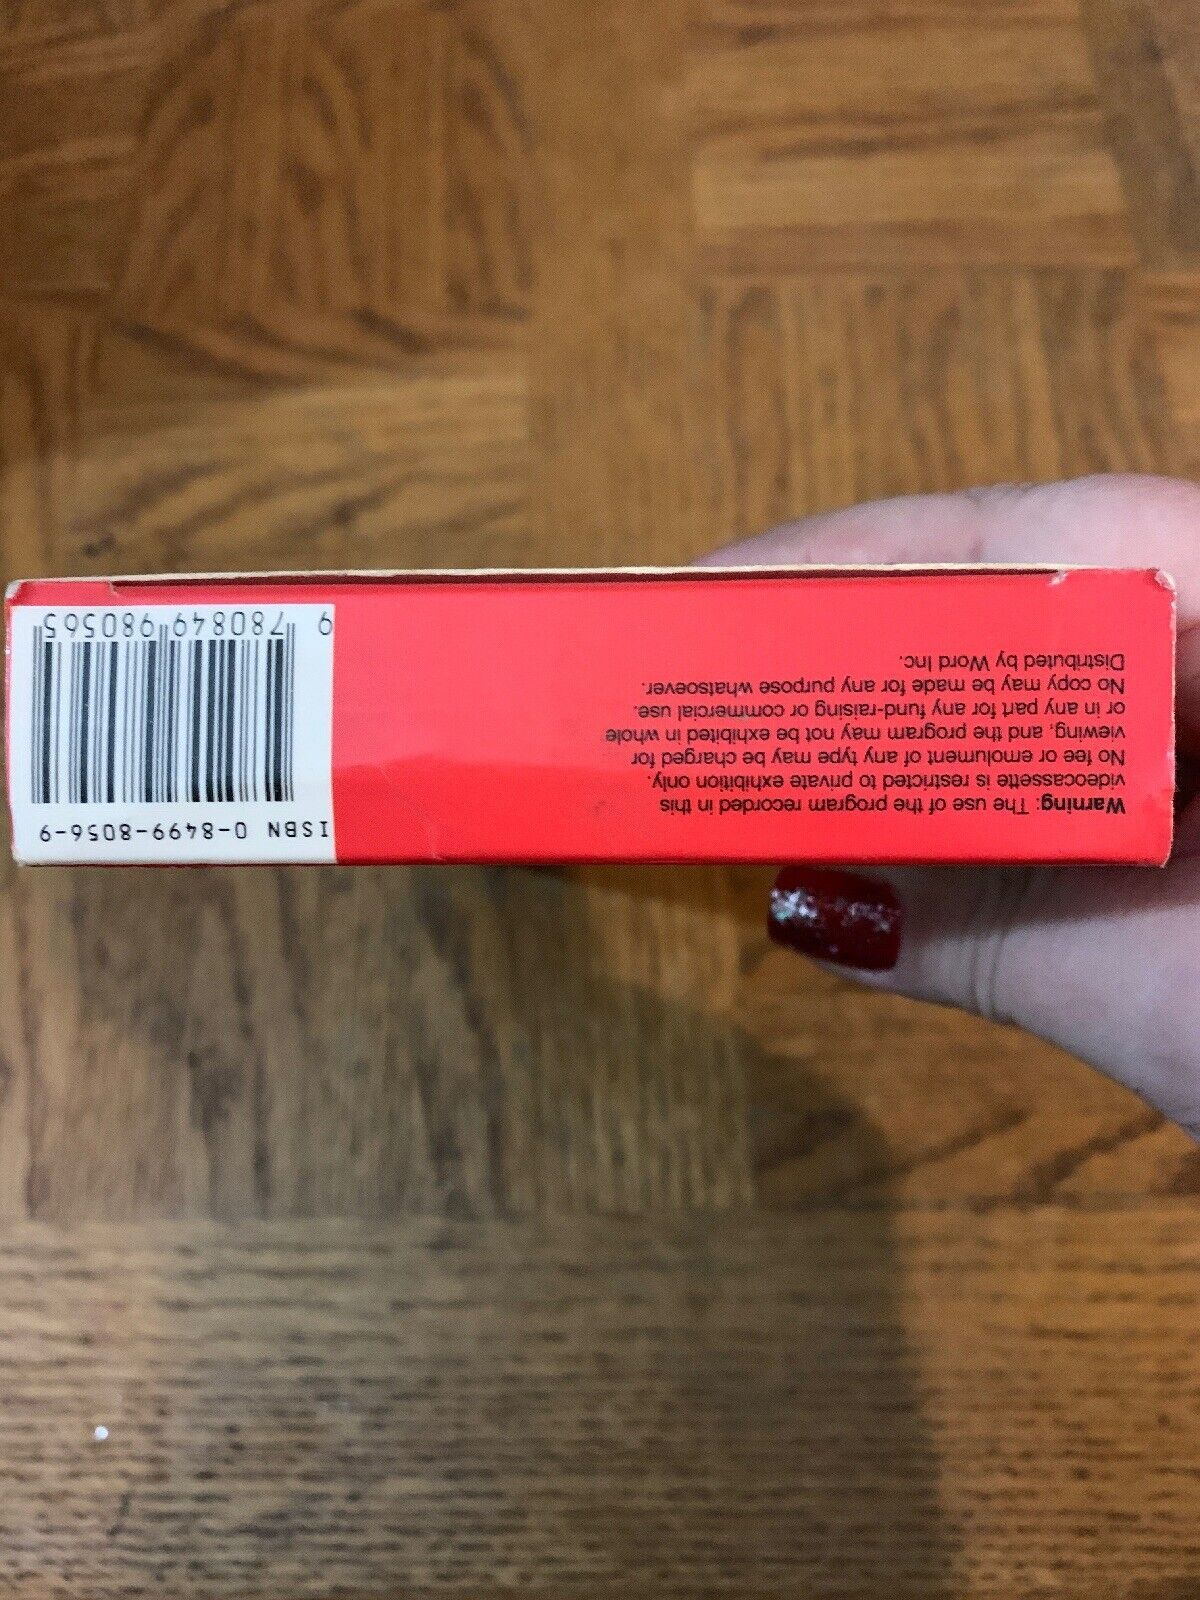 Warning: The use of the program recorded in this
videocassette is restricted to private exhibition only.
No fee or emolument of any type may be charged for
viewing, and the program may not be exhibited in whole
or in any part for any fund-raising or commercial use.
No copy may be made for any purpose whatsoever.
Distributed by Word Inc.
ISBN 0-8499-8056-9
9 780849 980565